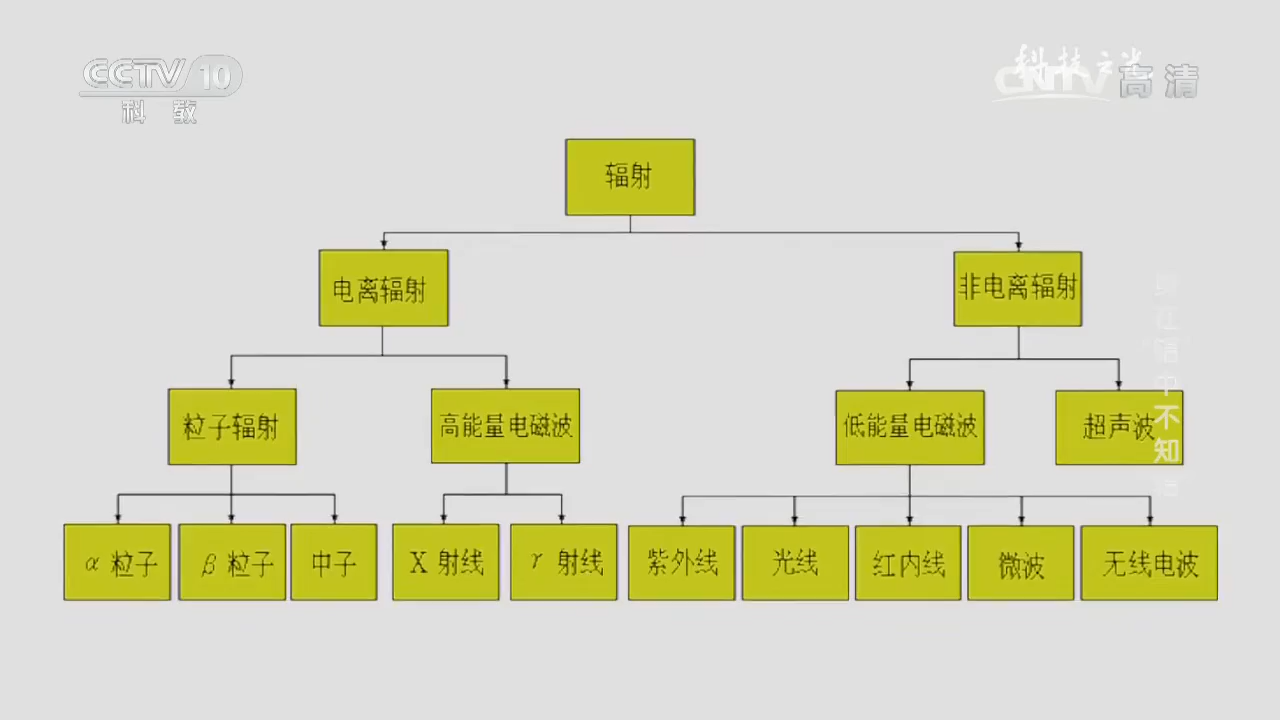 CCTV 10
科教
科技之光
CNTV 高清
辐射
电离辐射
非电离辐射
粒子辐射
高能量电磁波
低能量电磁波
超声波
α 粒子
β 粒子
中子
X 射线
γ 射线
紫外线
光线
红内线
微波
无线电波
中不知